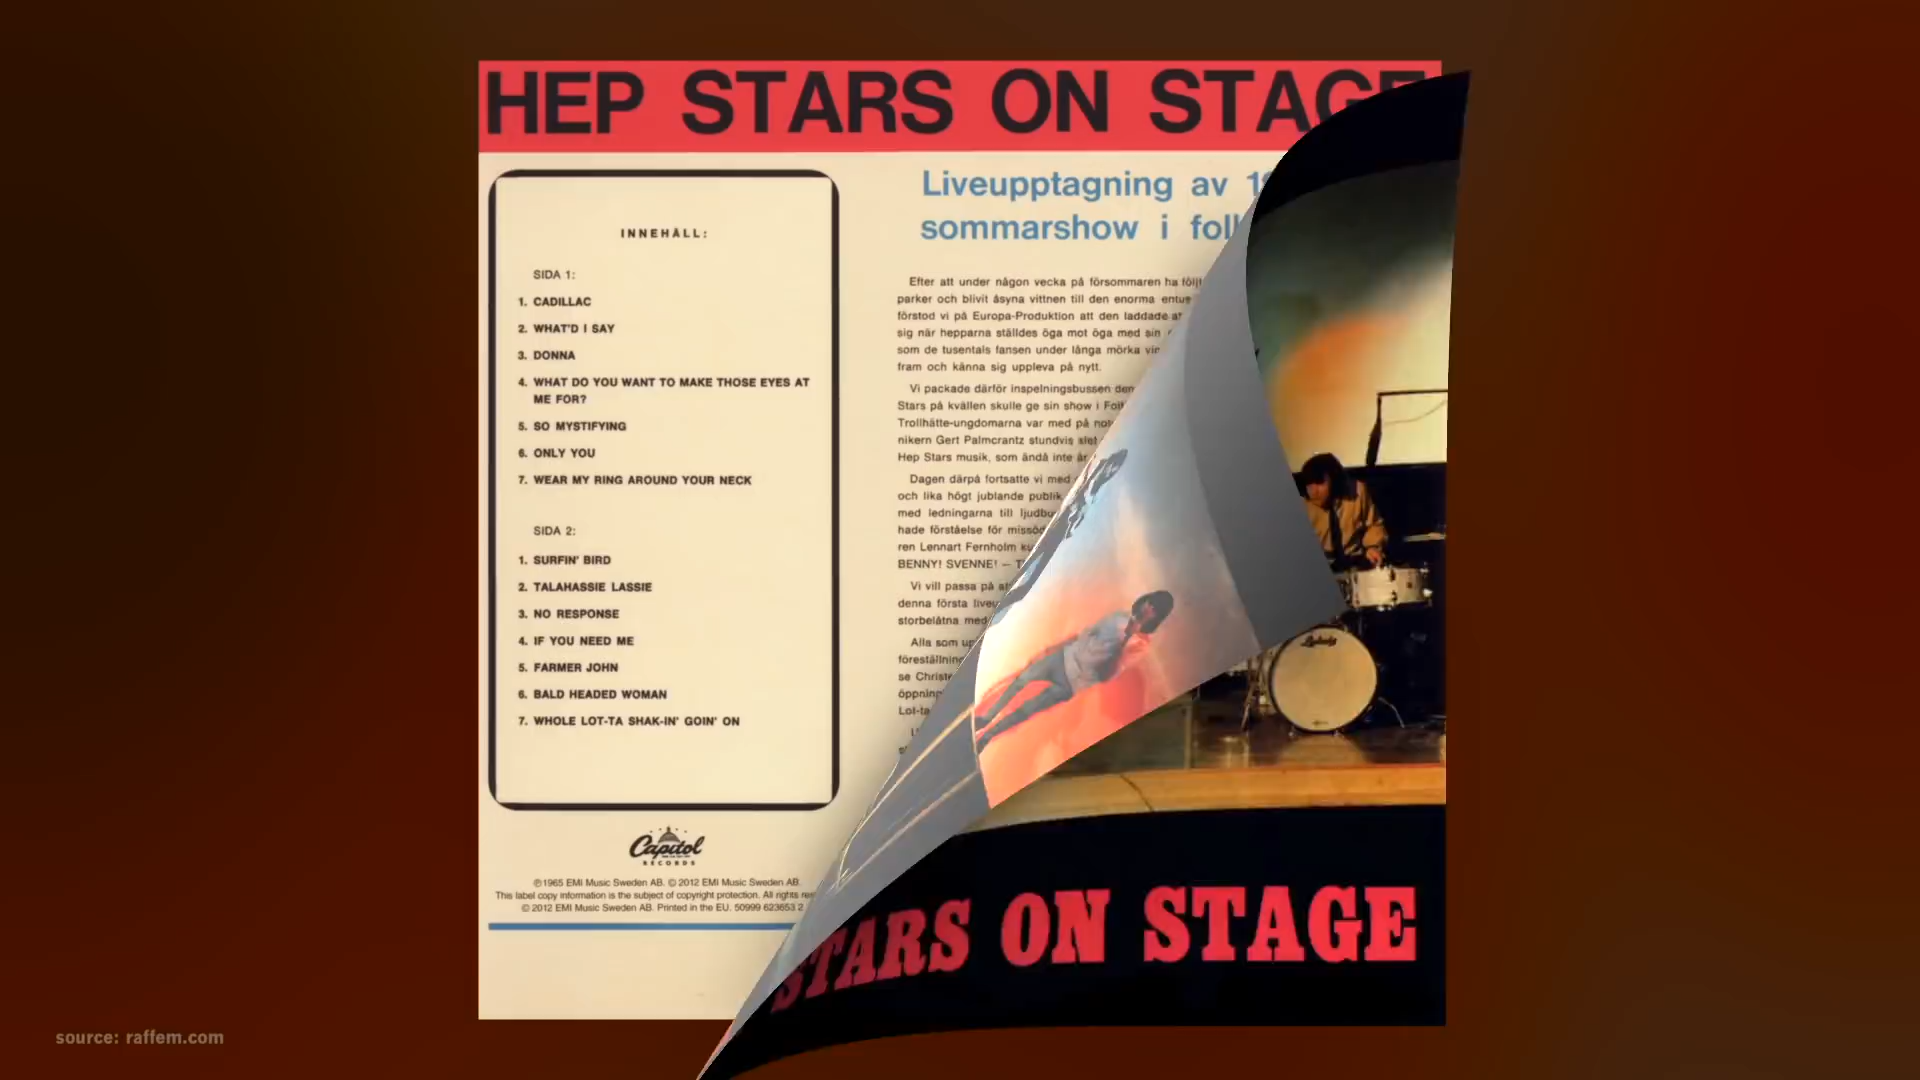 HEP STARS ON STAGE
INNEHÅLL:
SIDA 1:
1. CADILLAC
2. WHAT'D I SAY
3. DONNA
4. WHAT DO YOU WANT TO MAKE THOSE EYES AT
ME FOR?
5. SO MYSTIFYING
6. ONLY YOU
7. WEAR MY RING AROUND YOUR NECK
SIDA 2:
1. SURFIN' BIRD
2. TALAHASSIE LASSIE
3. NO RESPONSE
4. IF YOU NEED ME
5. FARMER JOHN
6. BALD HEADED WOMAN
7. WHOLE LOT-TA SHAK-IN' GOIN' ON
Capitol
RECORDS
℗1965 EMI Music Sweden AB. © 2012 EMI Music Sweden AB.
This label copy information is the subject of copyright protection. All rights
© 2012 EMI Music Sweden AB. Printed in the EU. 50999 623653 2
Liveupptagning av
sommarshow i
Efter att under någon vecka på försommaren ha följt
parker och blivit åsyna vittnen till den enorma
förstod vi på Europa-Produktion att den laddade
sig när hepparna ställdes öga mot öga med sin
som de tusentals fansen under långa mörka
fram och känna sig uppleva på nytt.
Vi packade därför inspelningsbussen
Stars på kvällen skulle ge sin show i
Trollhätte-ungdomarna var med på
nikern Gert Palmcrantz stundvis
Hep Stars musik, som ändå inte
Dagen därpå fortsatte vi med
och lika högt jublande publik
med ledningarna till
hade förståelse för
ren Lennart Fernholm
BENNY! SVENNE! –
Vi vill passa på
denna första
storbelåtna med
Alla som
se
Lot-ta
Ludwig
STARS ON STAGE
source: raffem.com